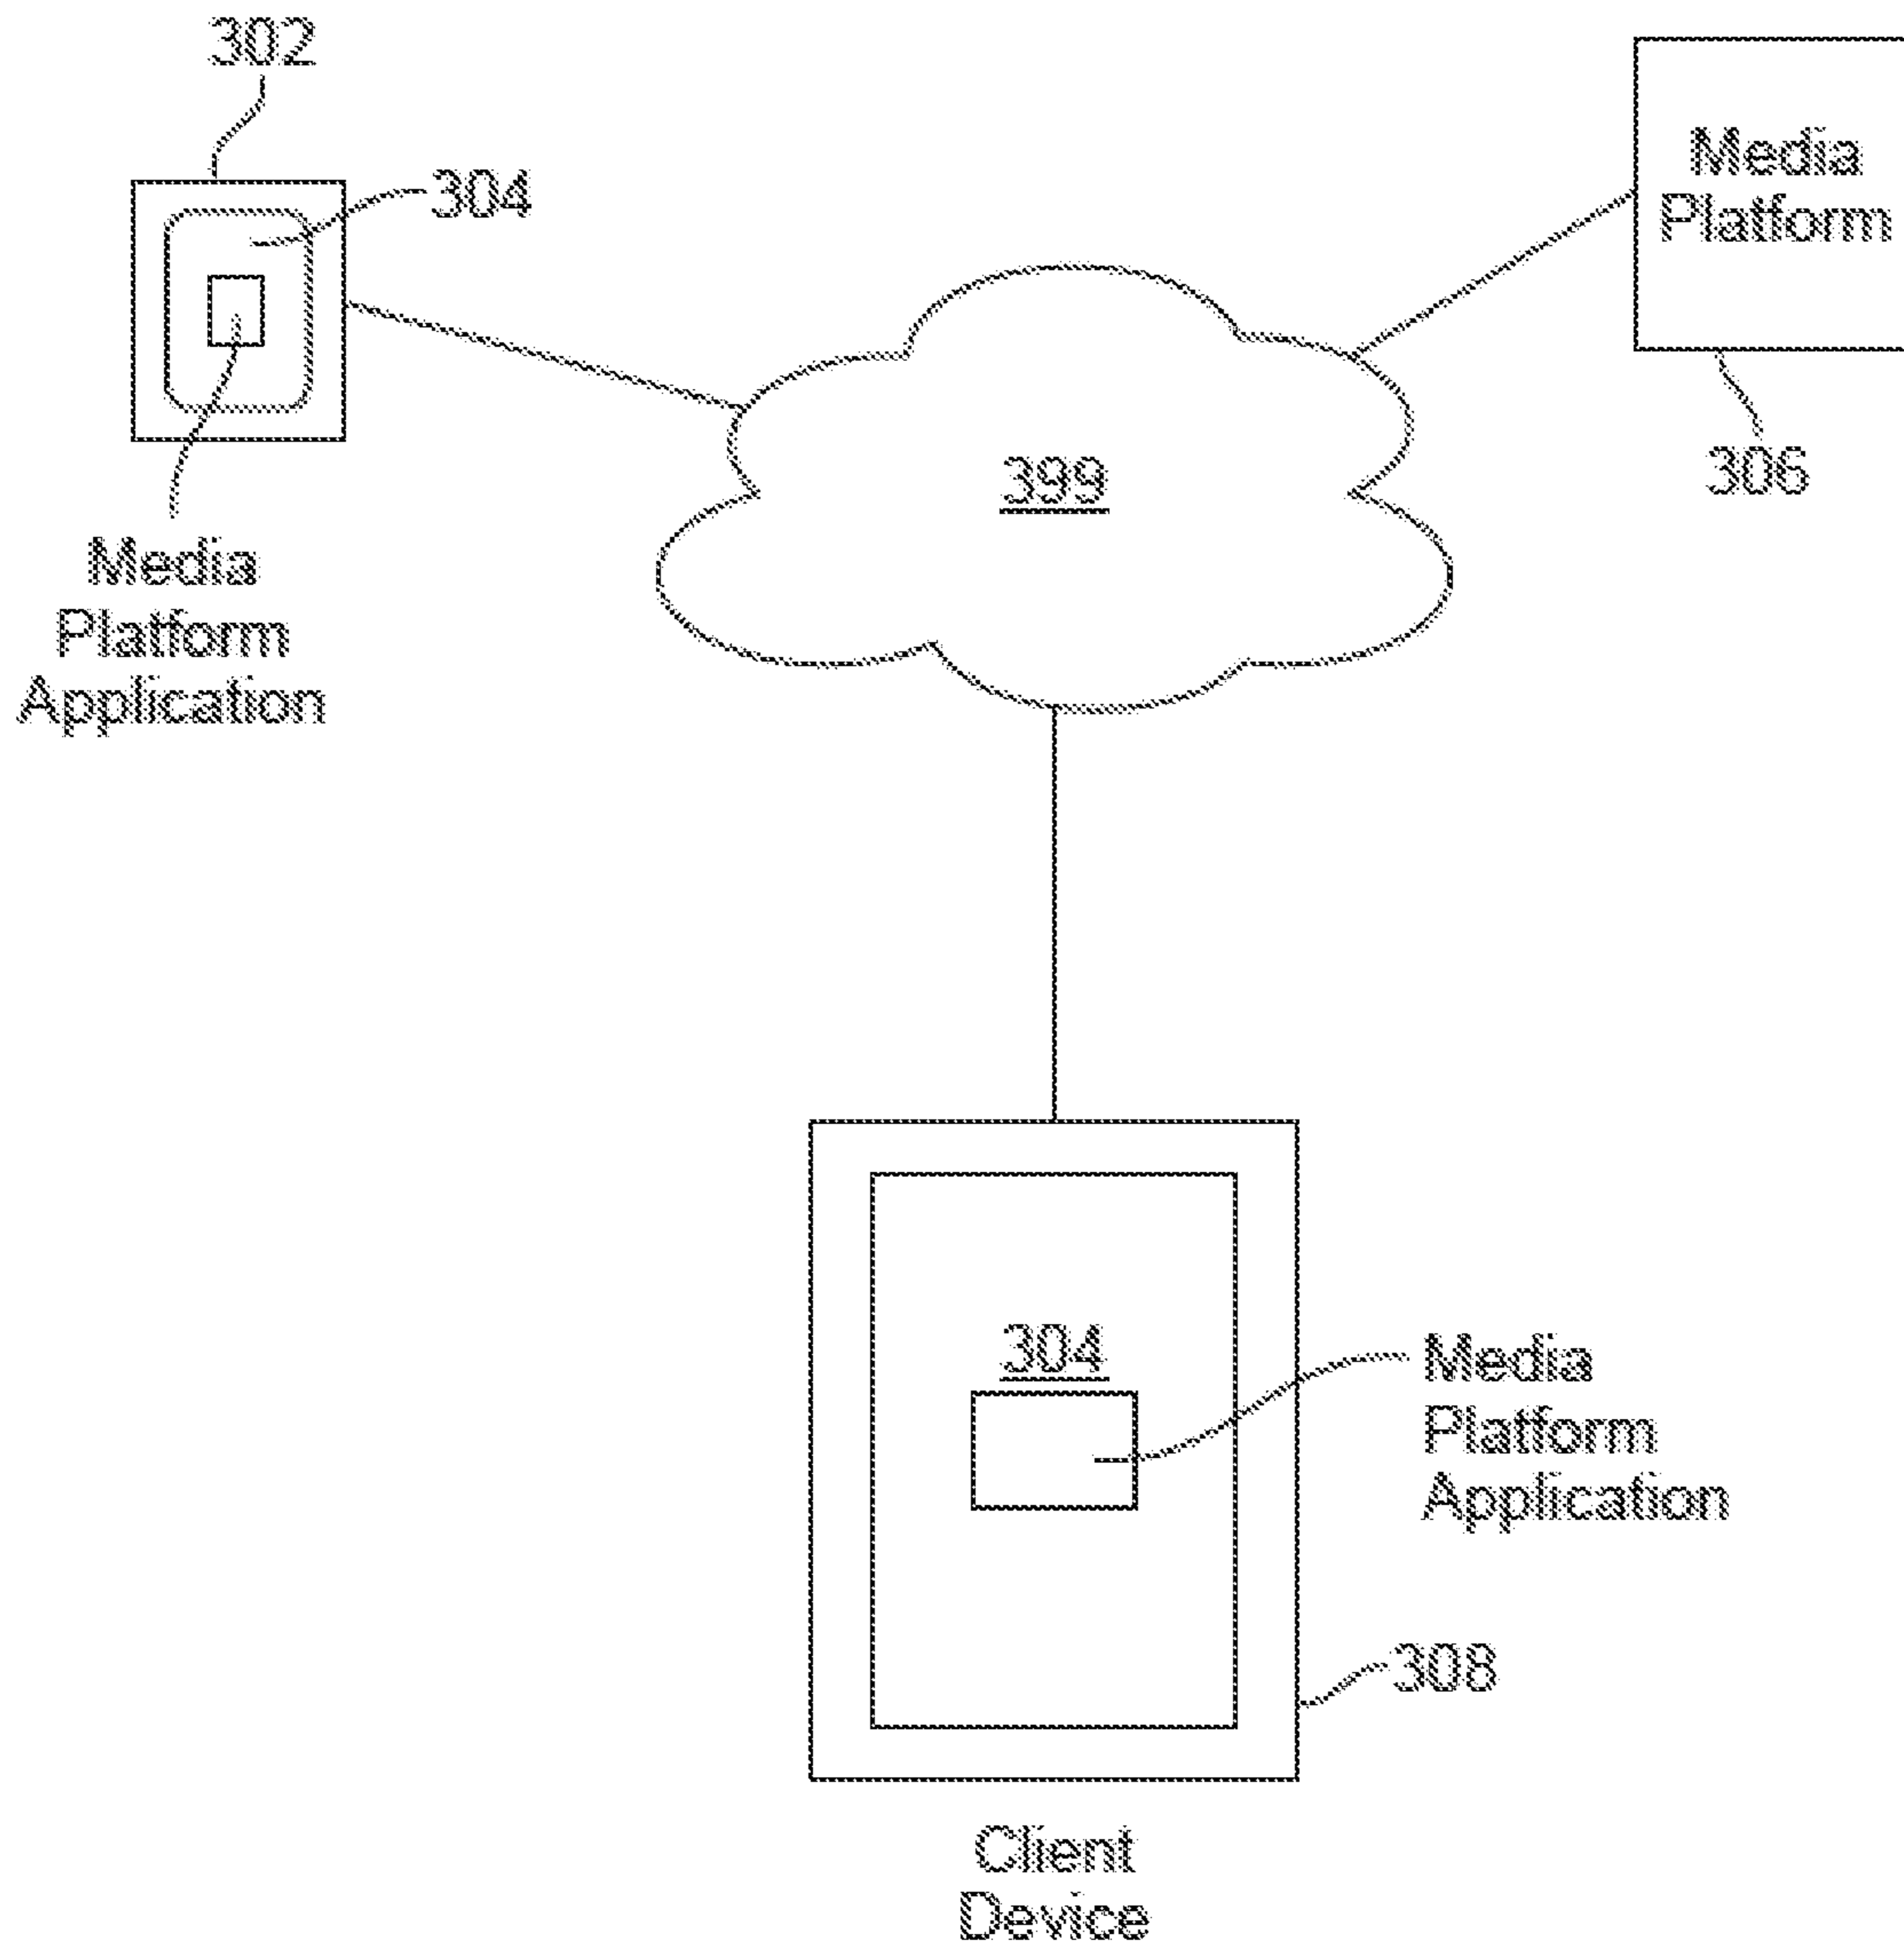 302
304
Media
Platform
306
399
Media
Platform
Application
304
Media
Platform
Application
308
Client
Device